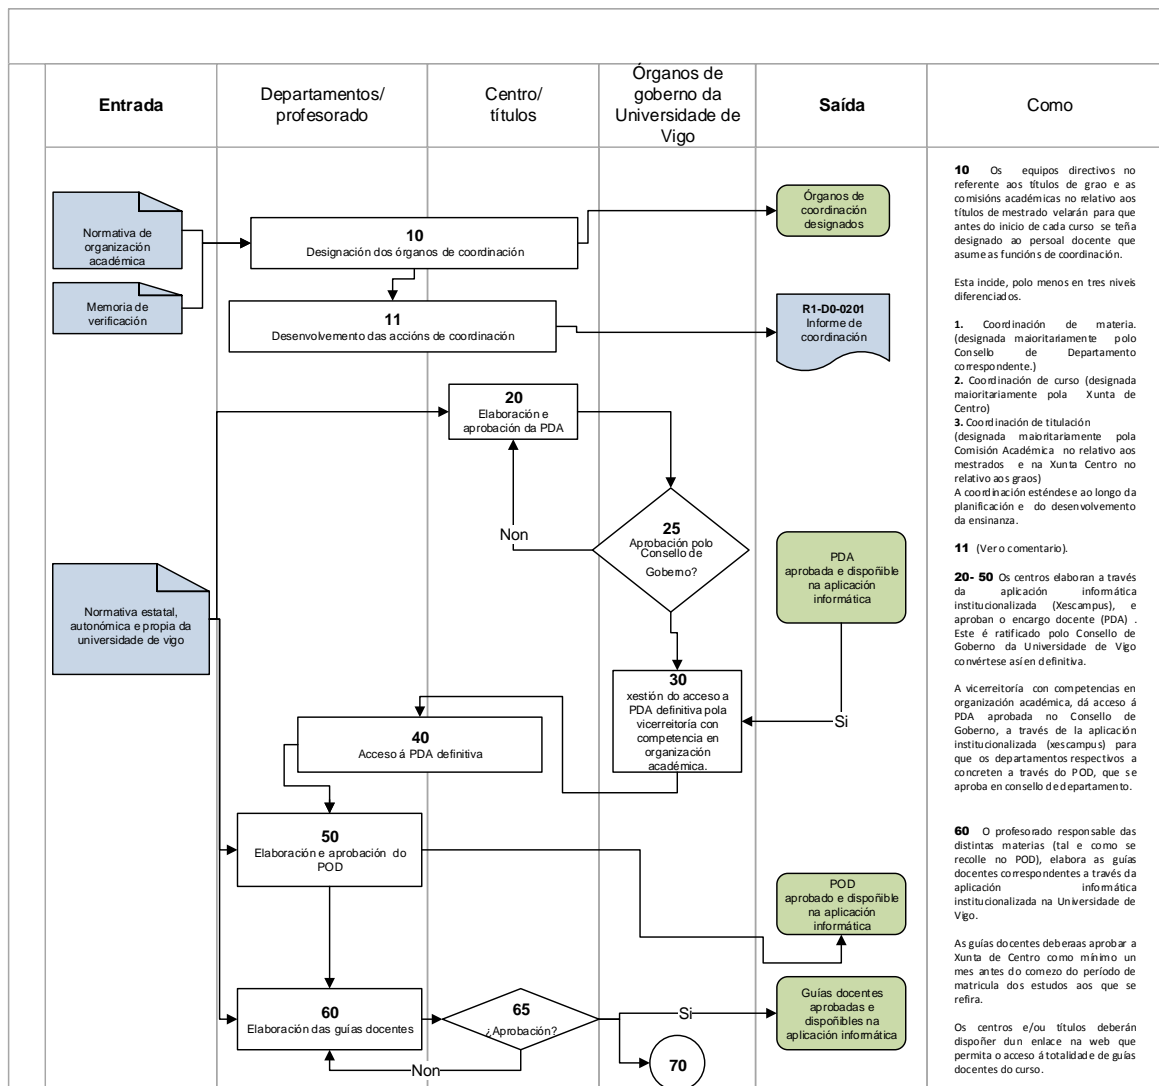 Entrada
Departamentos/
profesorado
Centro/
títulos
Órganos de
goberno da
Universidade de
Vigo
Saída
Como
Normativa de
organización
académica
Memoria de
verificación
10
Designación dos órganos de coordinación
Órganos de
coordinación
designados
11
Desenvolvemento das accións de coordinación
R1-D0-0201
Informe de
coordinación
20
Elaboración e
aprobación da PDA
25
Aprobación polo
Consello de
Goberno?
Non
Normativa estatal,
autonómica e propia da
universidade de vigo
PDA
aprobada e dispoñible
na aplicación
informática
Si
30
xestión do acceso a
PDA definitiva pola
vicerreitoría con
competencia en
organización
académica.
40
Acceso á PDA definitiva
50
Elaboración e aprobación do
POD
POD
aprobado e dispoñible
na aplicación
informática
60
Elaboración das guías docentes
65
¿Aprobación?
Si
Non
70
Guías docentes
aprobadas e
dispoñibles na
aplicación informática
10 Os equipos directivos no
referente aos títulos de grao e as
comisións académicas no relativo aos
títulos de mestrado velarán para que
antes do inicio de cada curso se teña
designado ao persoal docente que
asume as funcións de coordinación.
Esta incide, polo menos en tres niveis
diferenciados.
1. Coordinación de materia.
(designada maioritariamente polo
Consello de Departamento
correspondente.)
2. Coordinación de curso (designada
maioritariamente pola Xunta de
Centro)
3. Coordinación de titulación
(designada maioritariamente pola
Comisión Académica no relativo aos
mestrados e na Xunta Centro no
relativo aos graos)
A coordinación esténdese ao longo da
planificación e do desenvolvemento
da ensinanza.
11 (Ver o comentario).
20- 50 Os centros elaboran a través
da aplicación informática
institucionalizada (Xescampus), e
aproban o encargo docente (PDA) .
Este é ratificado polo Consello de
Goberno da Universidade de Vigo
convértese así en definitiva.
A vicerreitoría con competencias en
organización académica, dá acceso á
PDA aprobada no Consello de
Goberno, a través de la aplicación
institucionalizada (xescampus) para
que os departamentos respectivos a
concreten a través do POD, que se
aproba en consello de departamento.
60 O profesorado responsable das
distintas materias (tal e como se
recolle no POD), elabora as guías
docentes correspondentes a través da
aplicación informática
institucionalizada na Universidade de
Vigo.
As guías docentes deberaas aprobar a
Xunta de Centro como mínimo un
mes antes do comezo do período de
matricula dos estudos aos que se
refira.
Os centros e/ou títulos deberán
dispoñer dun enlace na web que
permita o acceso á totalidade de guías
docentes do curso.